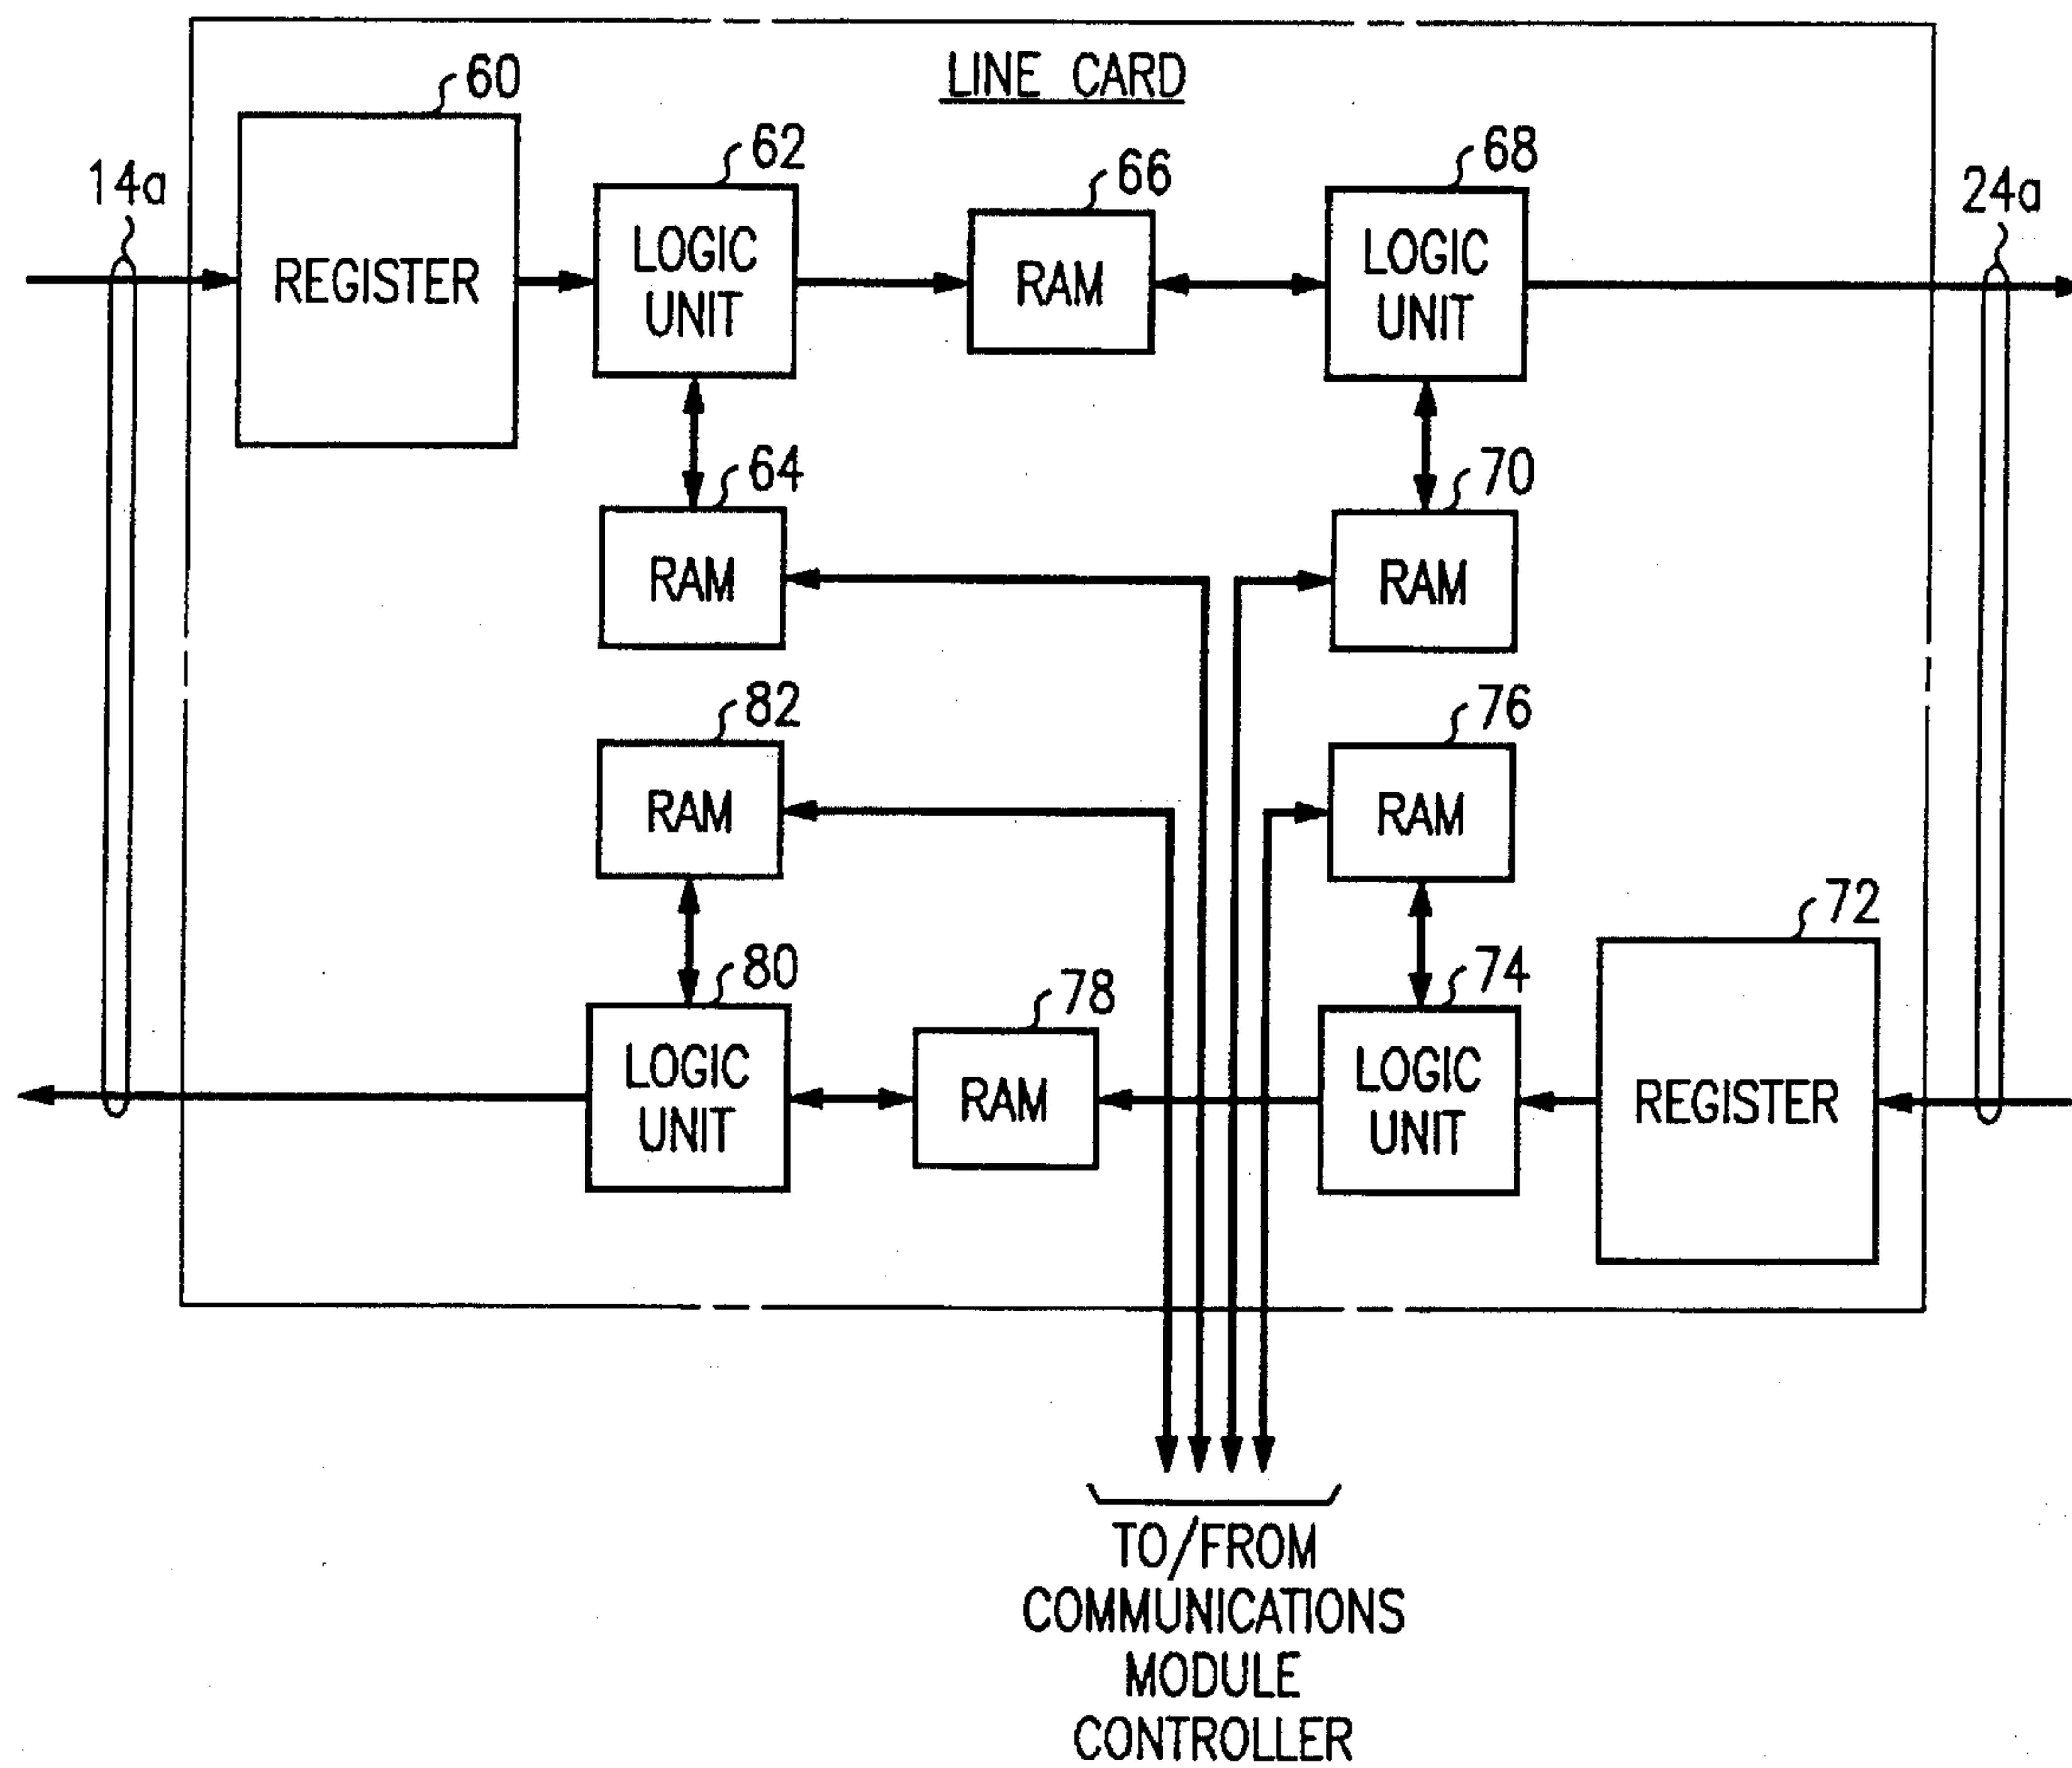 LINE CARD
60
62
66
68
14a
24a
REGISTER
LOGIC
UNIT
RAM
LOGIC
UNIT
64
70
RAM
RAM
82
76
RAM
RAM
72
80
78
74
LOGIC
UNIT
RAM
LOGIC
UNIT
REGISTER
TO/FROM
COMMUNICATIONS
MODULE
CONTROLLER